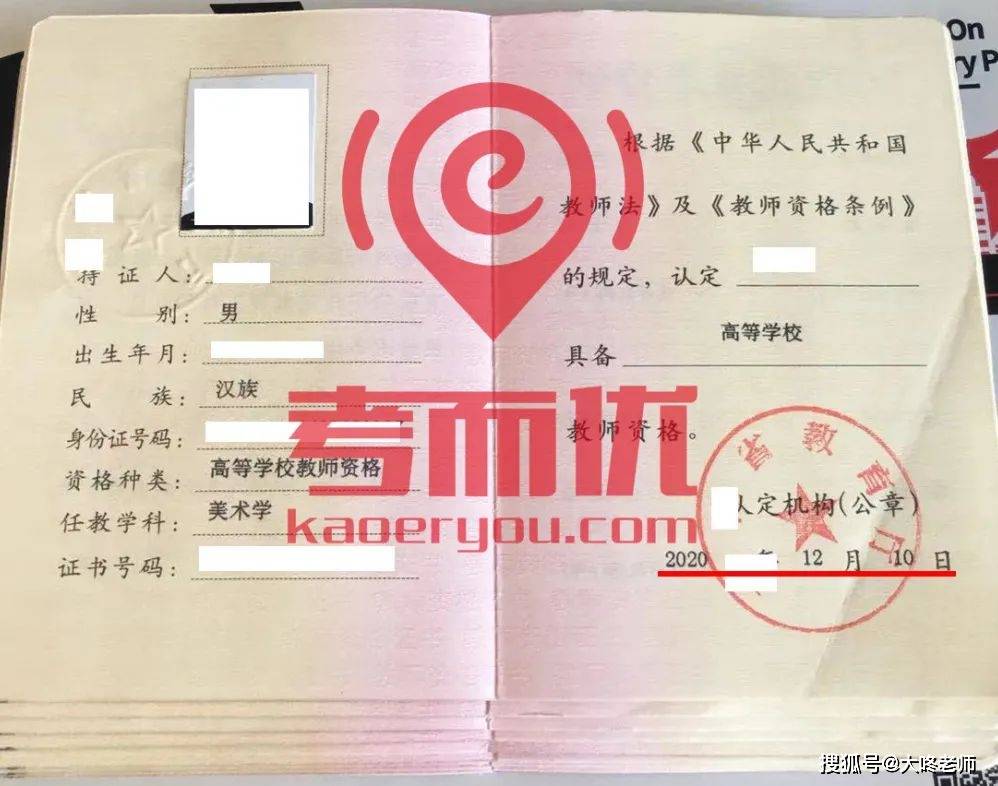 持 证 人：
性 别： 男
出生年月：
民 族： 汉族
身份证号码：
资格种类： 高等学校教师资格
任教学科： 美术学
证书号码：
根据《中华人民共和国
教师法》及《教师资格条例》
的规定，认定
具备 高等学校
教师资格。
省教育厅
认定机构(公章)
2020 年 12 月 10 日
考而优
kaoeryou.com
On
ry P
搜狐号@大咚老师